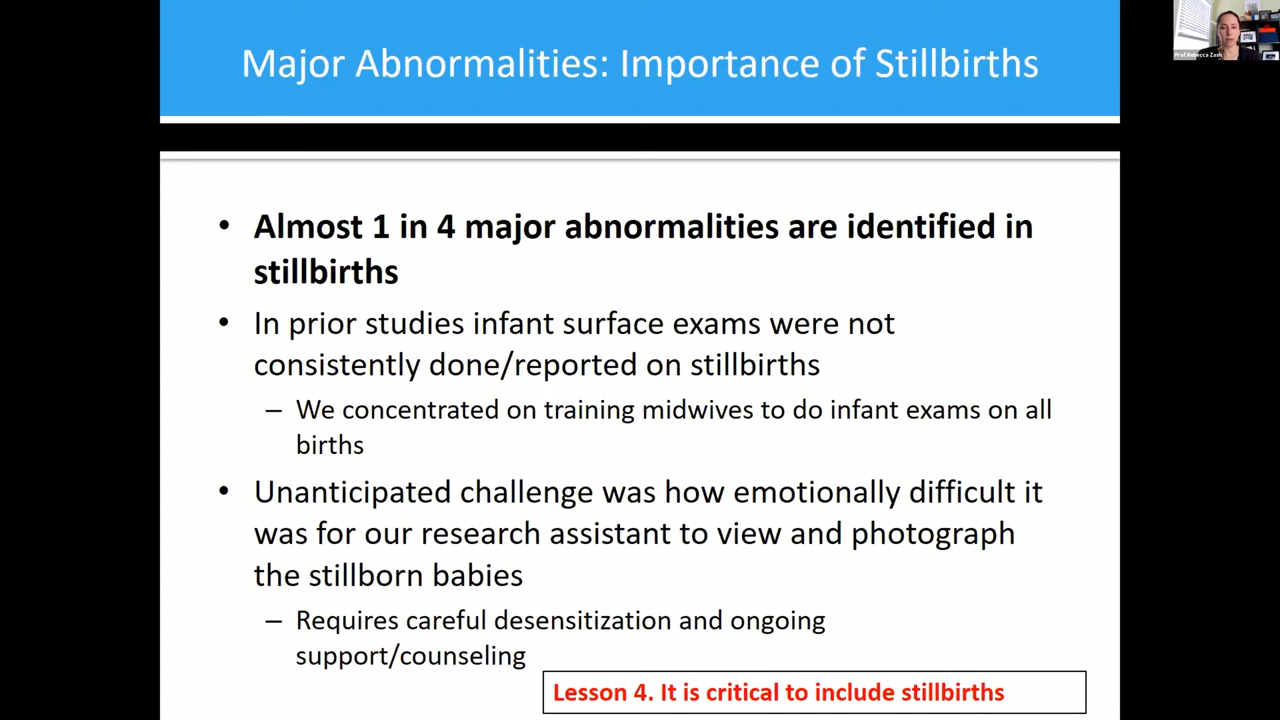 Major Abnormalities: Importance of Stillbirths
Prof.Rebecca Zash
• Almost 1 in 4 major abnormalities are identified in
stillbirths
• In prior studies infant surface exams were not
consistently done/reported on stillbirths
– We concentrated on training midwives to do infant exams on all
births
• Unanticipated challenge was how emotionally difficult it
was for our research assistant to view and photograph
the stillborn babies
– Requires careful desensitization and ongoing
support/counseling
Lesson 4. It is critical to include stillbirths